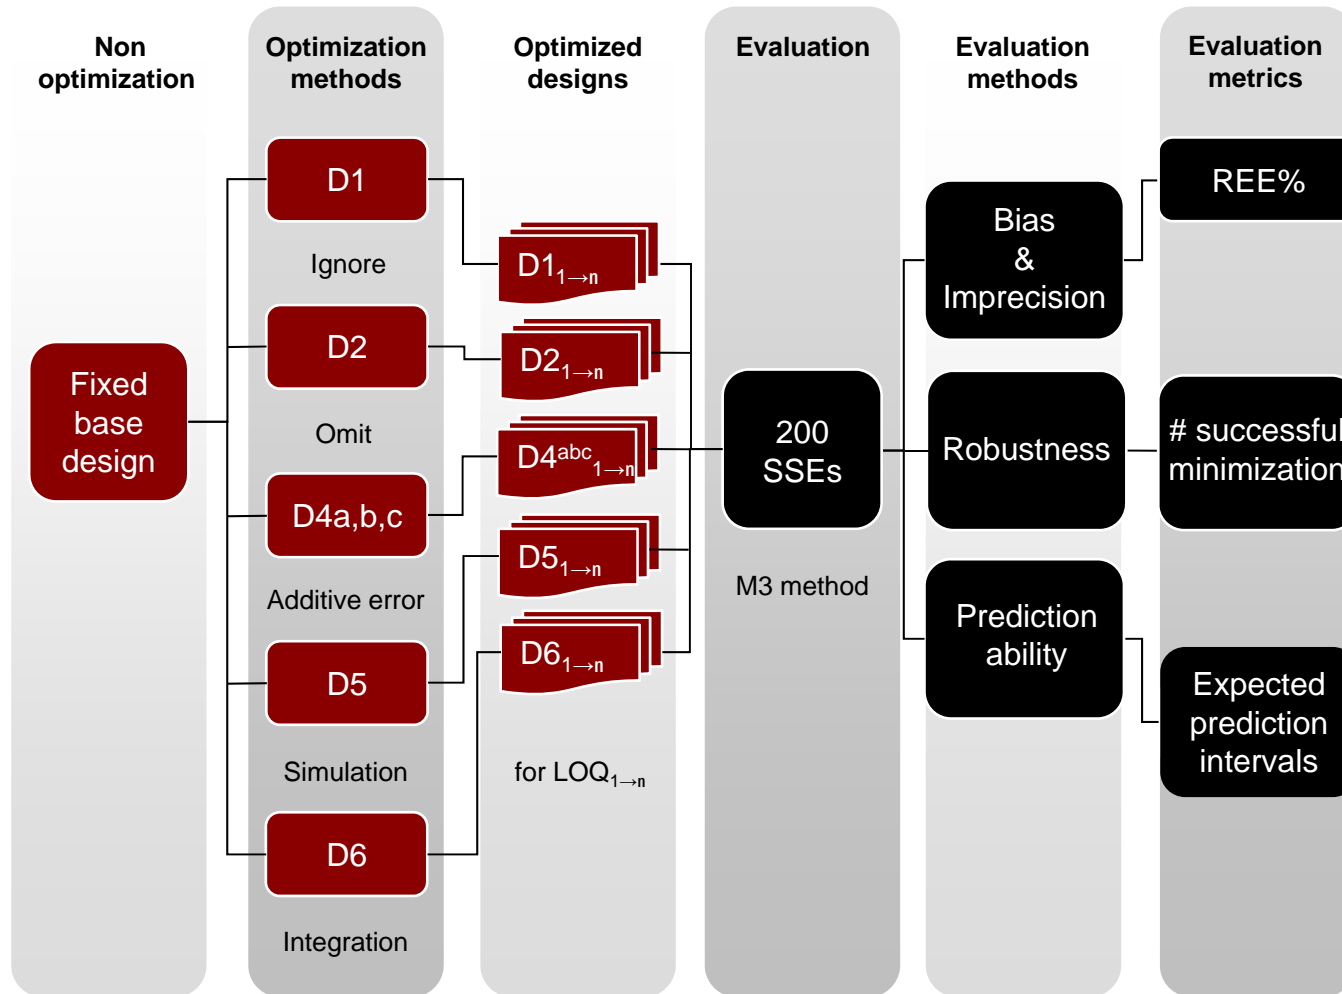 Non
optimization
Optimization
methods
Optimized
designs
Evaluation
Evaluation
methods
Evaluation
metrics
Fixed
base
design
D1
Ignore
D2
Omit
D4a,b,c
Additive error
D5
Simulation
D6
Integration
D1₁→ₙ
D2₁→ₙ
D4ᵃᵇᶜ₁→ₙ
D5₁→ₙ
D6₁→ₙ
for LOQ₁→ₙ
200
SSEs
M3 method
Bias
&
Imprecision
Robustness
Prediction
ability
REE%
# successful
minimization
Expected
prediction
intervals